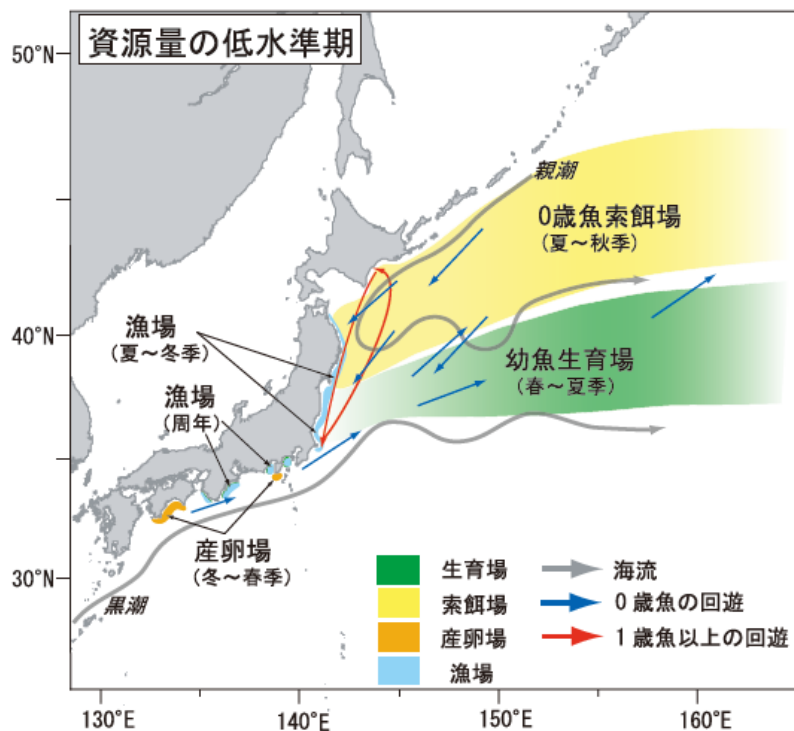 資源量の低水準期
50°N
親潮
0歳魚索餌場
(夏～秋季)
40°N
漁場
(夏～冬季)
幼魚生育場
(春～夏季)
漁場
(周年)
産卵場
(冬～春季)
30°N
黒潮
生育場
海流
索餌場
0歳魚の回遊
産卵場
1歳魚以上の回遊
漁場
130°E
140°E
150°E
160°E